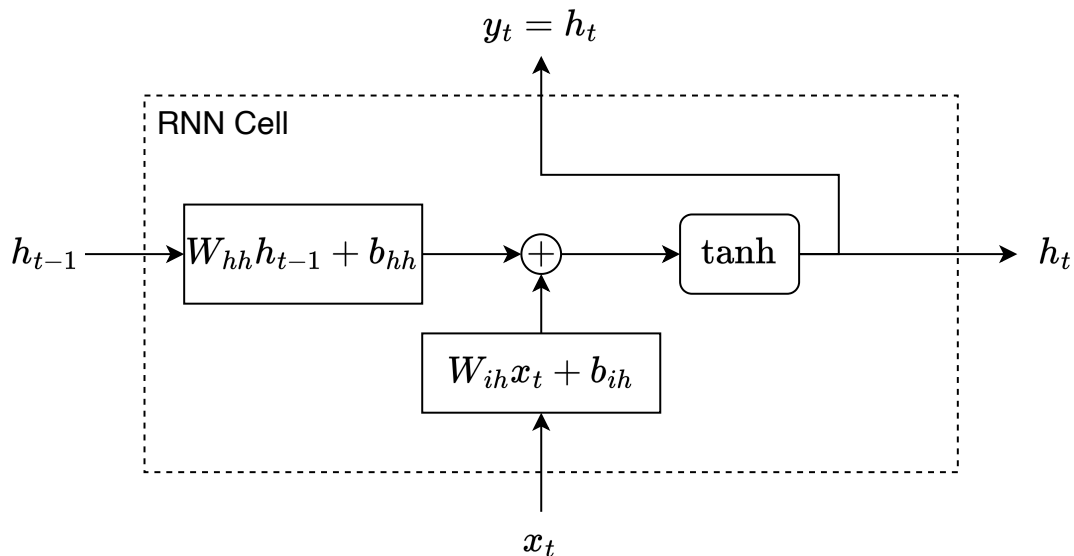 y_t = h_t
RNN Cell
h_{t-1}
W_{hh}h_{t-1} + b_{hh}
+
tanh
h_t
W_{ih}x_t + b_{ih}
x_t